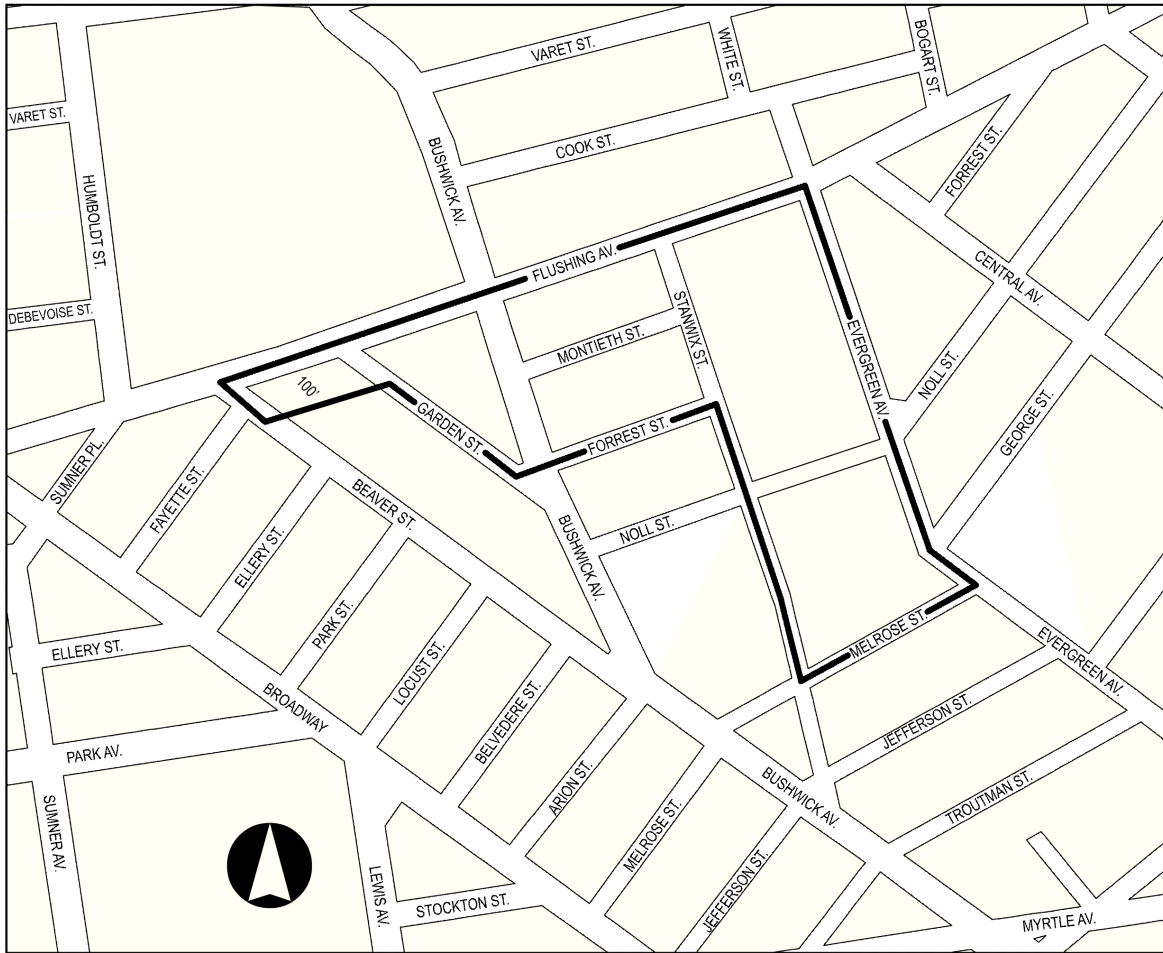 VARET ST.
WHITE ST.
BOGART ST.
VARET ST.
COOK ST.
BUSHWICK AV.
FORREST ST.
HUMBOLDT ST.
FLUSHING AV.
CENTRAL AV.
DEBEVOISE ST.
STANWIX ST.
MONTIETH ST.
EVERGREEN AV.
NOLL ST.
100'
GARDEN ST.
FORREST ST.
GEORGE ST.
SUMNER PL.
FAYETTE ST.
BEAVER ST.
ELLERY ST.
BUSHWICK AV.
NOLL ST.
PARK ST.
ELLERY ST.
LOCUST ST.
MELROSE ST.
EVERGREEN AV.
BROADWAY
BELVEDERE ST.
JEFFERSON ST.
PARK AV.
ARION ST.
BUSHWICK AV.
TROUTMAN ST.
SUMNER AV.
MELROSE ST.
JEFFERSON ST.
LEWIS AV.
STOCKTON ST.
MYRTLE AV.